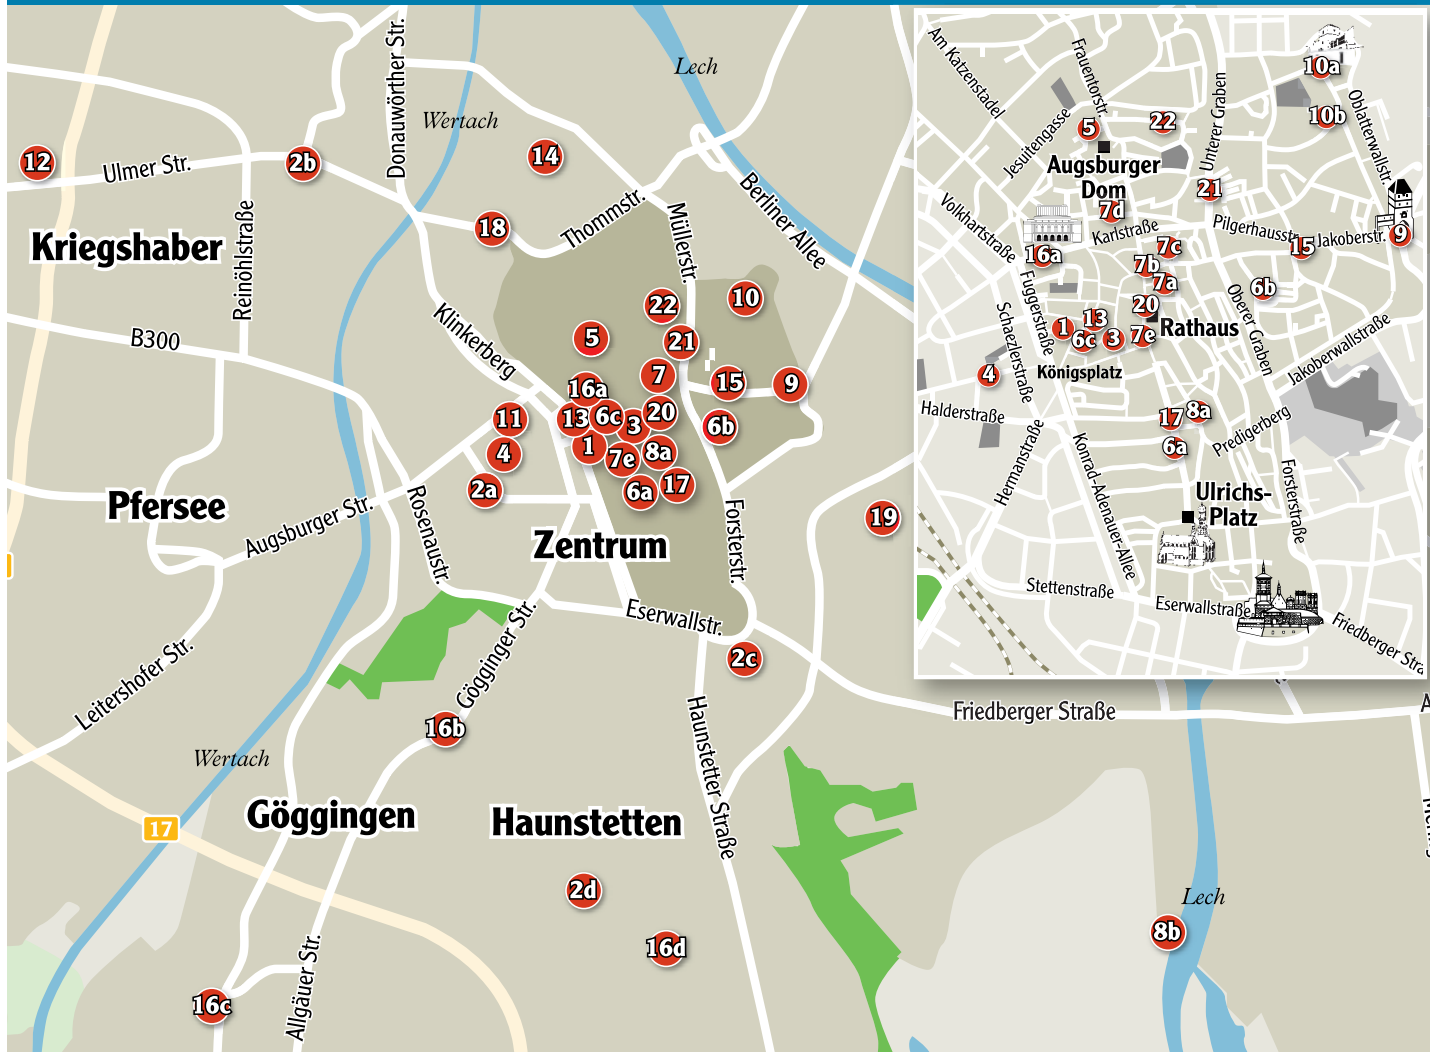 Lech
Wertach
Donauwörther Str.
12
Ulmer Str.
2b
14
18
Thommstr.
Müllerstr.
Berliner Allee
Kriegshaber
Reinöhlstraße
B300
Klinkerberg
22
10
5
21
7
15
9
16a
13
6c
3
20
6b
11
1
7e
8a
4
2a
6a
17
Pfersee
Augsburger Str.
Rosenaustr.
Zentrum
Forsterstr.
19
Eserwallstr.
2c
Gögginger Str.
Leitershofer Str.
16b
Haunstetter Straße
Friedberger Straße
Wertach
17
Göggingen
Haunstetten
2d
16d
16c
Allgäuer Str.
Lech
8b
Am Katzenstadel
Frauentorstr.
10a
Unterer Graben
Oblatterwallstr.
10b
5
22
Jesuitengasse
Augsburger
Dom
21
7d
Volkhartstraße
Karlstraße
Pilgerhausstr.
Jakoberstr.
9
15
16a
7c
7b
7a
6b
Fuggerstraße
20
Oberer Graben
1
13
6c
3
7e
Rathaus
Schaezlerstraße
Königsplatz
Jakoberwallstraße
4
Halderstraße
17
8a
6a
Predigerberg
Hermanstraße
Konrad-Adenauer-Allee
Ulrichs-
Platz
Forsterstraße
Stettenstraße
Eserwallstraße
Friedberger Stra
A